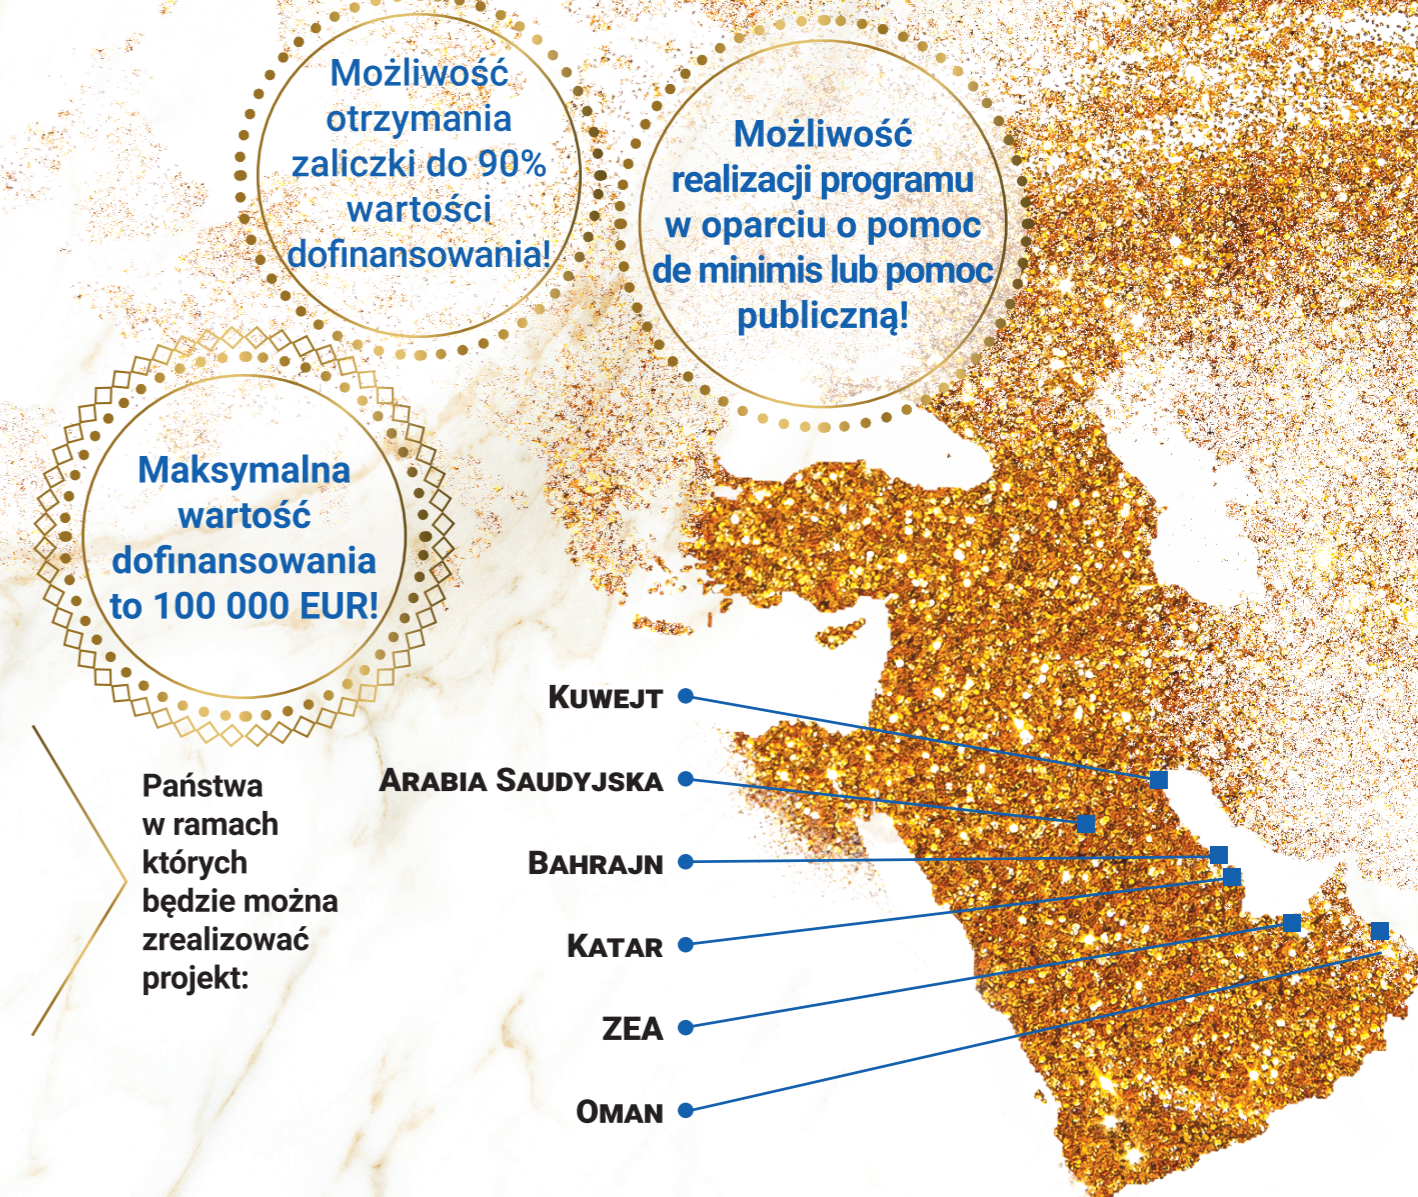 Możliwość
otrzymania
zaliczki do 90%
wartości
dofinansowania!
Możliwość
realizacji programu
w oparciu o pomoc
de minimis lub pomoc
publiczną!
Maksymalna
wartość
dofinansowania
to 100 000 EUR!
Państwa
w ramach
których
będzie można
zrealizować
projekt:
Kuwejt
Arabia Saudyjska
Bahrajn
Katar
ZEA
Oman